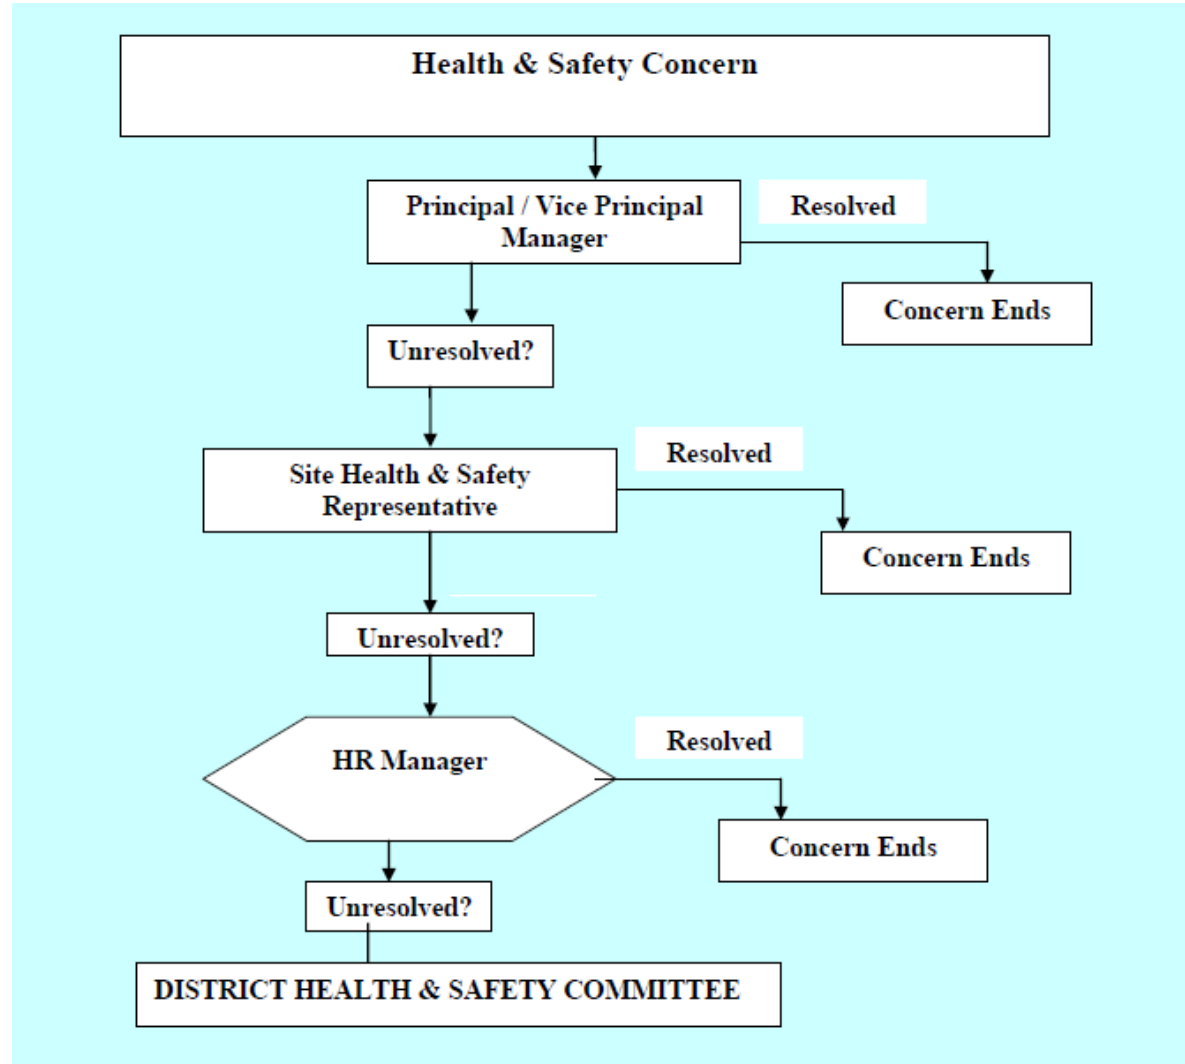 Health & Safety Concern
Principal / Vice Principal
Manager
Resolved
Concern Ends
Unresolved?
Site Health & Safety
Representative
Resolved
Concern Ends
Unresolved?
HR Manager
Resolved
Concern Ends
Unresolved?
DISTRICT HEALTH & SAFETY COMMITTEE